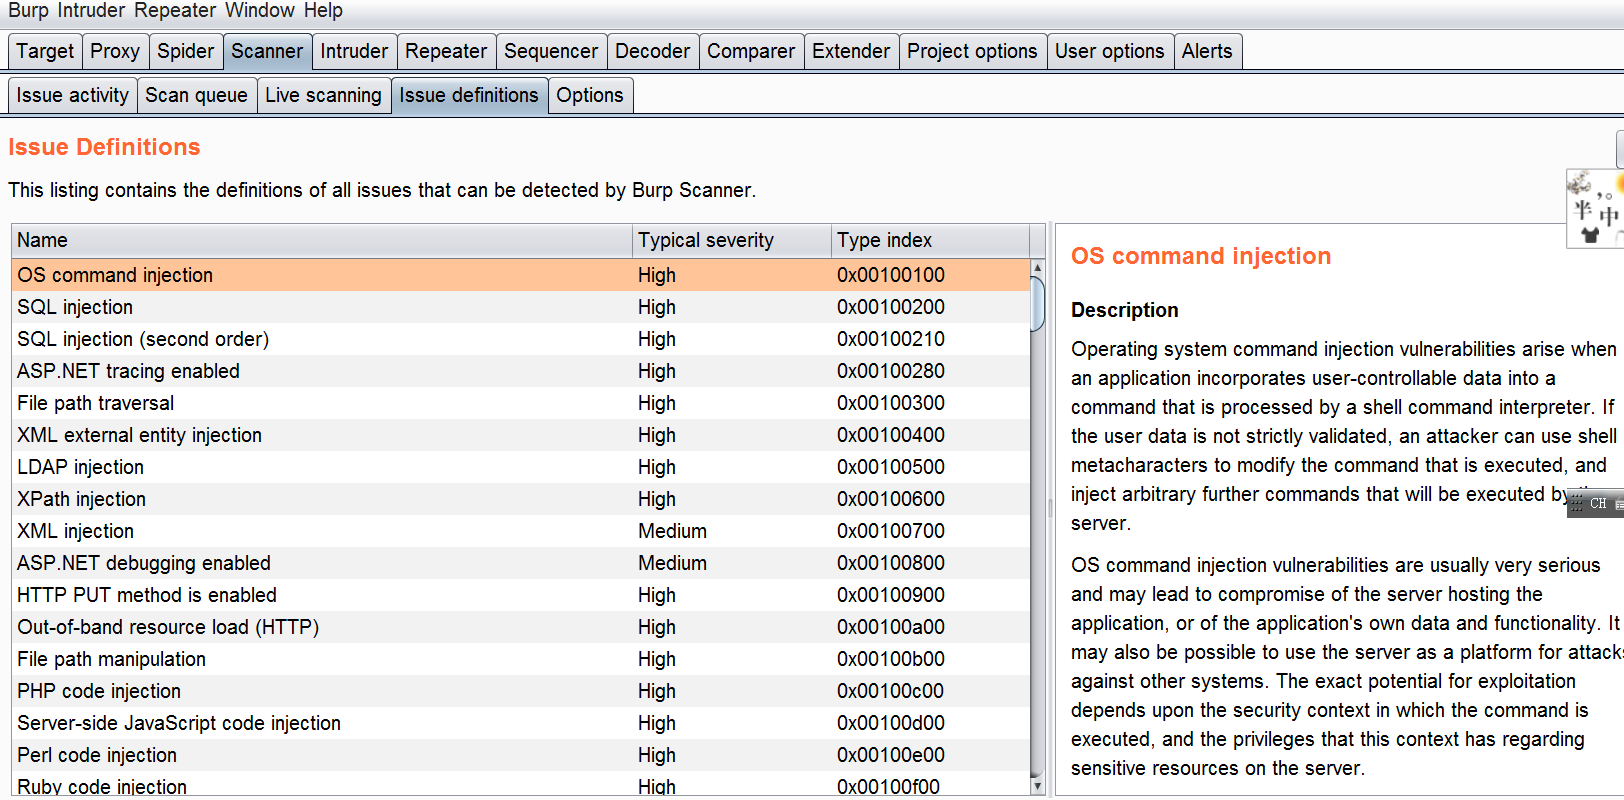 Burp Intruder Repeater Window Help
Target Proxy Spider Scanner Intruder Repeater Sequencer Decoder Comparer Extender Project options User options Alerts
Issue activity Scan queue Live scanning Issue definitions Options
Issue Definitions
This listing contains the definitions of all issues that can be detected by Burp Scanner.
Name Typical severity Type index
OS command injection High 0x00100100
SQL injection High 0x00100200
SQL injection (second order) High 0x00100210
ASP.NET tracing enabled High 0x00100280
File path traversal High 0x00100300
XML external entity injection High 0x00100400
LDAP injection High 0x00100500
XPath injection High 0x00100600
XML injection Medium 0x00100700
ASP.NET debugging enabled Medium 0x00100800
HTTP PUT method is enabled High 0x00100900
Out-of-band resource load (HTTP) High 0x00100a00
File path manipulation High 0x00100b00
PHP code injection High 0x00100c00
Server-side JavaScript code injection High 0x00100d00
Perl code injection High 0x00100e00
Ruby code injection High 0x00100f00
OS command injection
Description
Operating system command injection vulnerabilities arise when
an application incorporates user-controllable data into a
command that is processed by a shell command interpreter. If
the user data is not strictly validated, an attacker can use shell
metacharacters to modify the command that is executed, and
inject arbitrary further commands that will be executed by
server.
OS command injection vulnerabilities are usually very serious
and may lead to compromise of the server hosting the
application, or of the application's own data and functionality. It
may also be possible to use the server as a platform for attacks
against other systems. The exact potential for exploitation
depends upon the security context in which the command is
executed, and the privileges that this context has regarding
sensitive resources on the server.
，。
半 中
CH